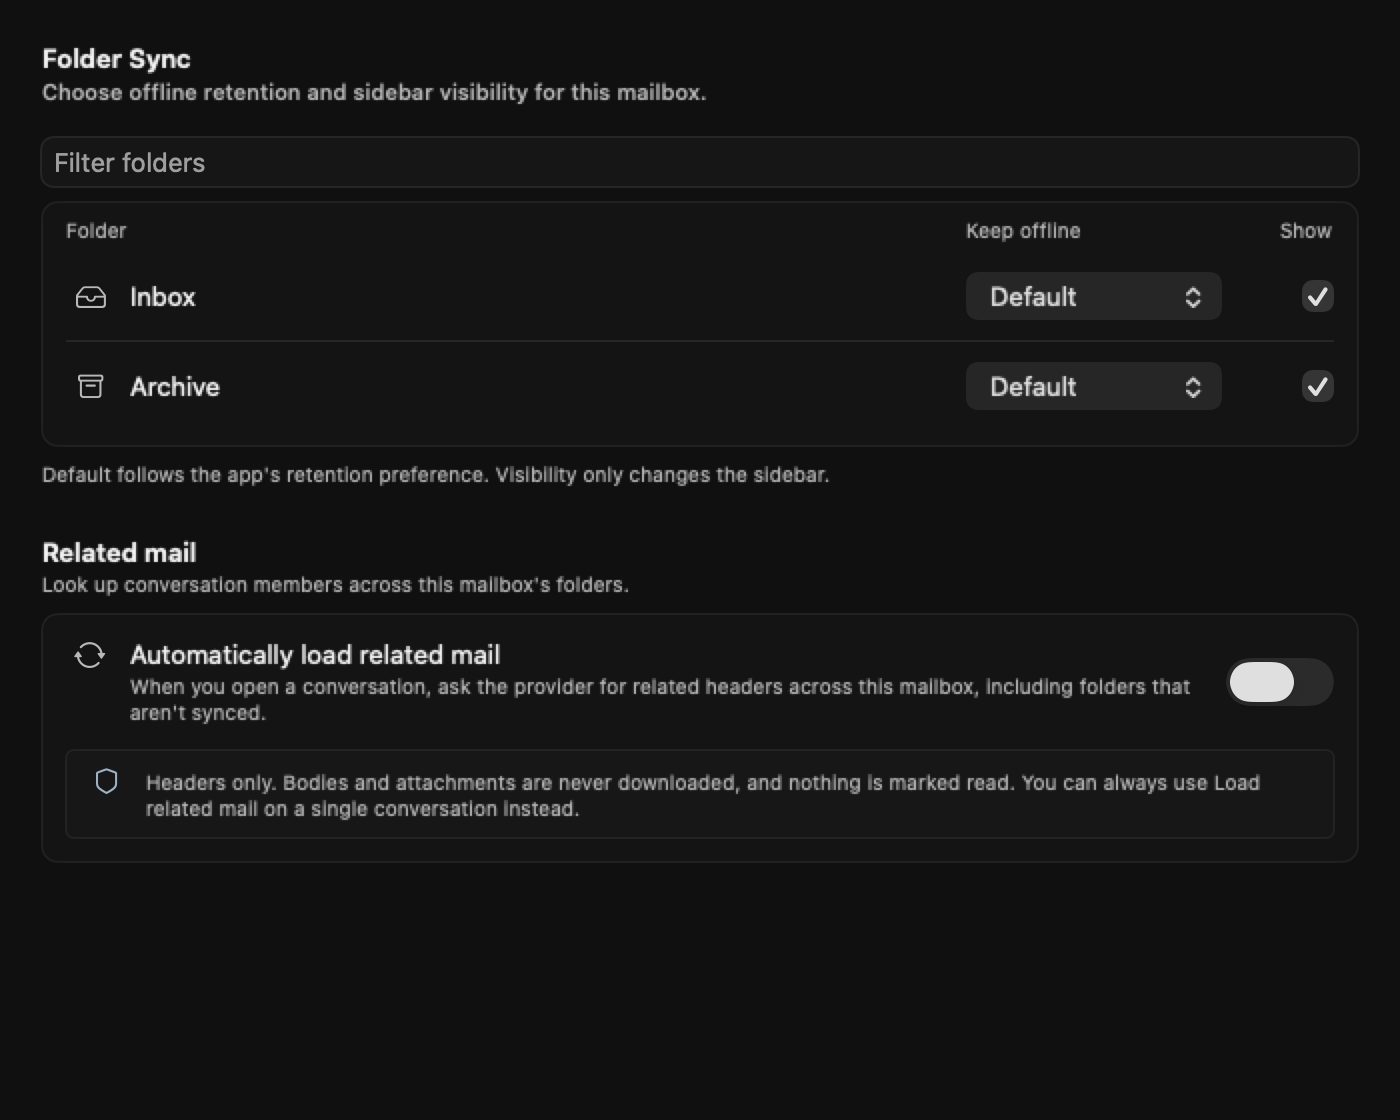 Folder Sync
Choose offline retention and sidebar visibility for this mailbox.
Filter folders
Folder Keep offline Show
Inbox Default
Archive Default
Default follows the app's retention preference. Visibility only changes the sidebar.
Related mail
Look up conversation members across this mailbox's folders.
Automatically load related mail
When you open a conversation, ask the provider for related headers across this mailbox, including folders that
aren't synced.
Headers only. Bodies and attachments are never downloaded, and nothing is marked read. You can always use Load
related mail on a single conversation instead.